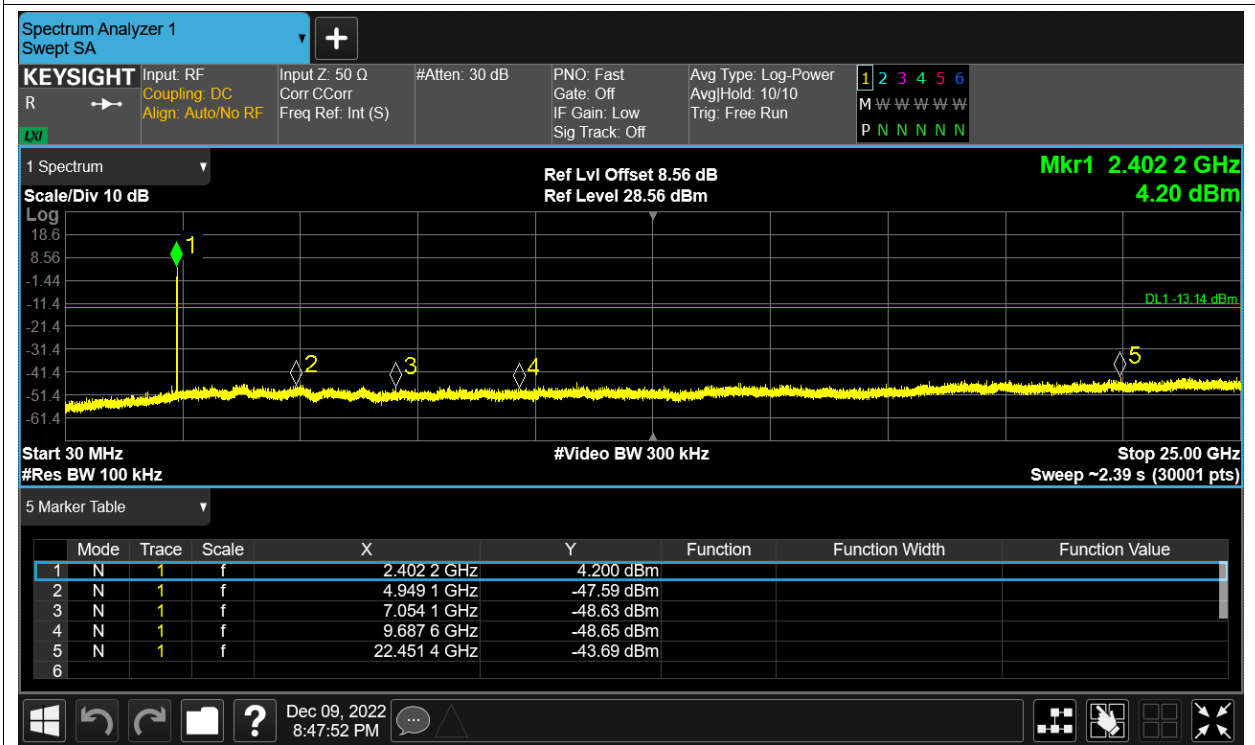 Spectrum Analyzer 1
Swept SA
KEYSIGHT
R
LXI
Input: RF
Coupling: DC
Align: Auto/No RF
Input Z: 50 Ω
Corr CCorr
Freq Ref: Int (S)
#Atten: 30 dB
PNO: Fast
Gate: Off
IF Gain: Low
Sig Track: Off
Avg Type: Log-Power
Avg|Hold: 10/10
Trig: Free Run
1 2 3 4 5 6
M W W W W W
P N N N N N
1 Spectrum
Scale/Div 10 dB
Ref Lvl Offset 8.56 dB
Ref Level 28.56 dBm
Mkr1 2.402 2 GHz
4.20 dBm
Log
18.6
8.56
-1.44
-11.4
-21.4
-31.4
-41.4
-51.4
-61.4
1
2
3
4
5
DL1 -13.14 dBm
Start 30 MHz
#Video BW 300 kHz
Stop 25.00 GHz
#Res BW 100 kHz
Sweep ~2.39 s (30001 pts)
5 Marker Table
Mode Trace Scale X Y Function Function Width Function Value
1 N 1 f 2.402 2 GHz 4.200 dBm
2 N 1 f 4.949 1 GHz -47.59 dBm
3 N 1 f 7.054 1 GHz -48.63 dBm
4 N 1 f 9.687 6 GHz -48.65 dBm
5 N 1 f 22.451 4 GHz -43.69 dBm
6
?
Dec 09, 2022
8:47:52 PM